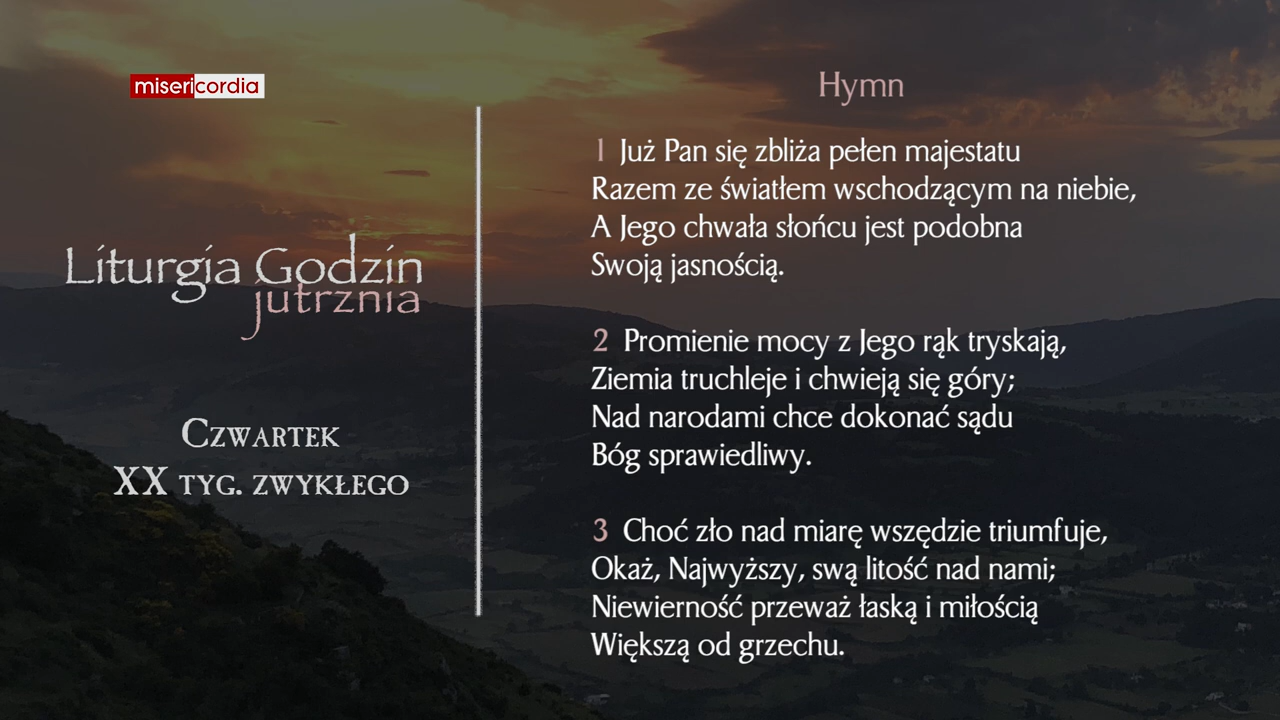 misericordia
Liturgia Godzin
jutrznia
Czwartek
XX tyg. zwykłego
Hymn
1 Już Pan się zbliża pełen majestatu
Razem ze światłem wschodzącym na niebie,
A Jego chwała słońcu jest podobna
Swoją jasnością.
2 Promienie mocy z Jego rąk tryskają,
Ziemia truchleje i chwieją się góry;
Nad narodami chce dokonać sądu
Bóg sprawiedliwy.
3 Choć zło nad miarę wszędzie triumfuje,
Okaż, Najwyższy, swą litość nad nami;
Niewierność przeważ łaską i miłością
Większą od grzechu.